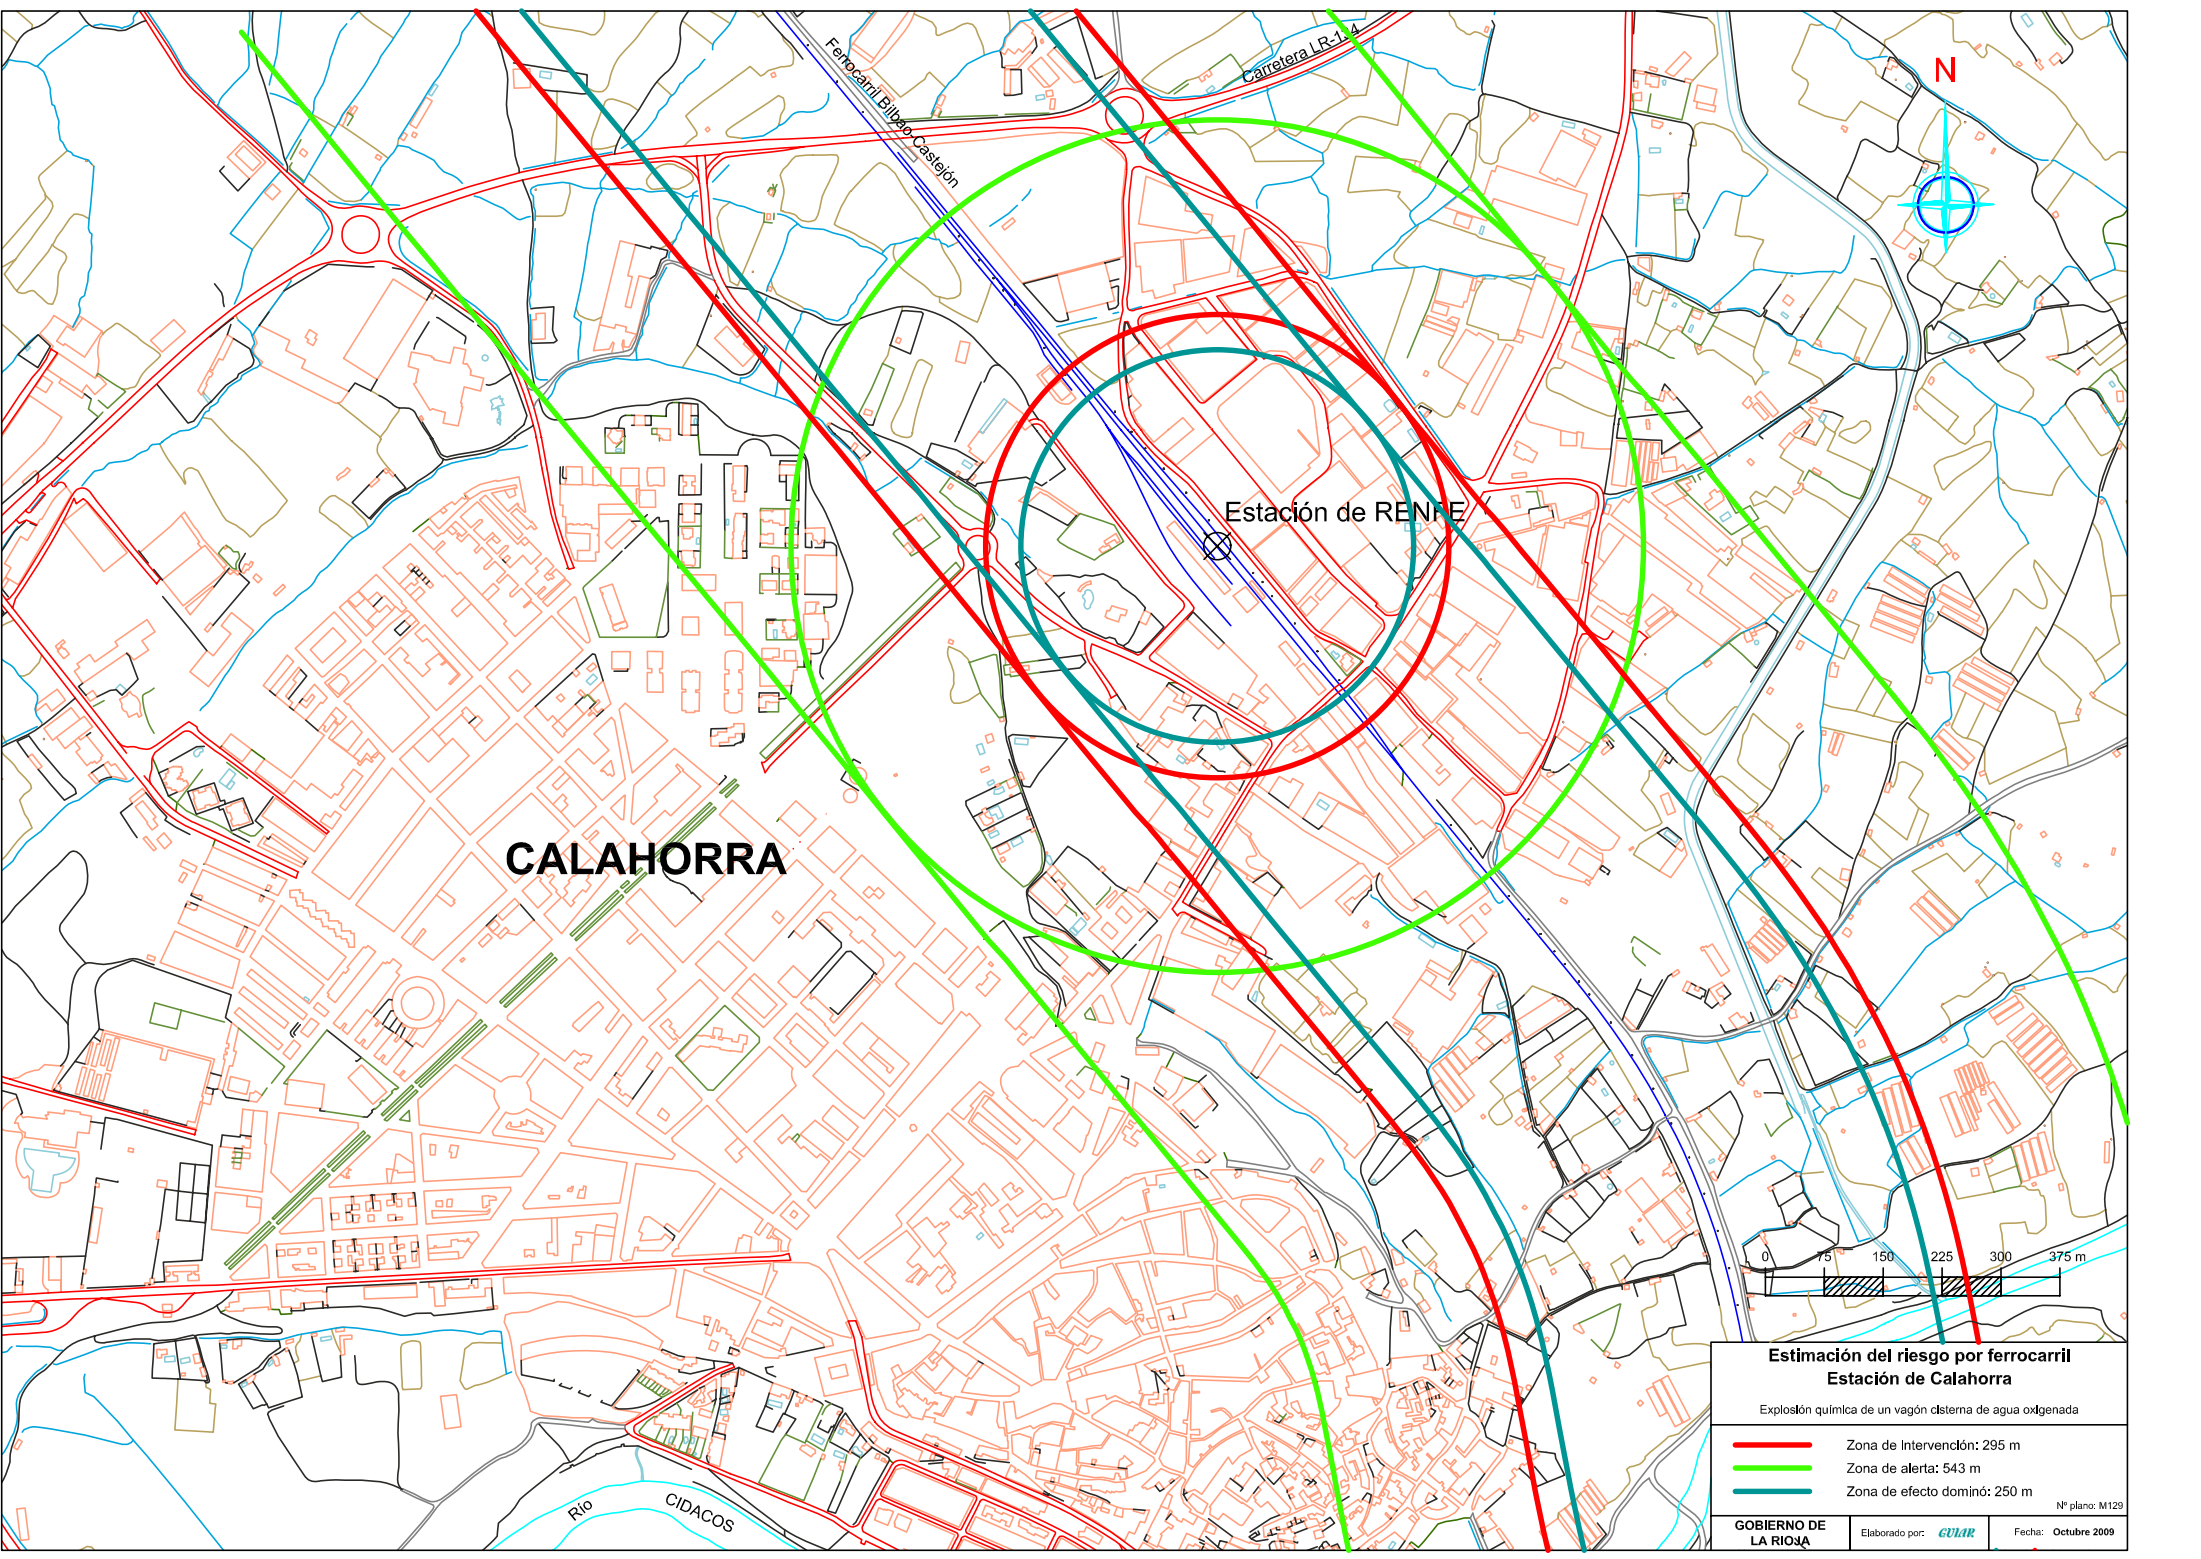 N
Carretera LR-134
Ferrocarril Bilbao-Castejón
Estación de RENFE
CALAHORRA
0 75 150 225 300 375 m
Río CIDACOS
Estimación del riesgo por ferrocarril
Estación de Calahorra
Explosión química de un vagón cisterna de agua oxigenada
Zona de Intervención: 295 m
Zona de alerta: 543 m
Zona de efecto dominó: 250 m
Nº plano: M129
GOBIERNO DE
LA RIOJA
Elaborado por: GUIAR
Fecha: Octubre 2009